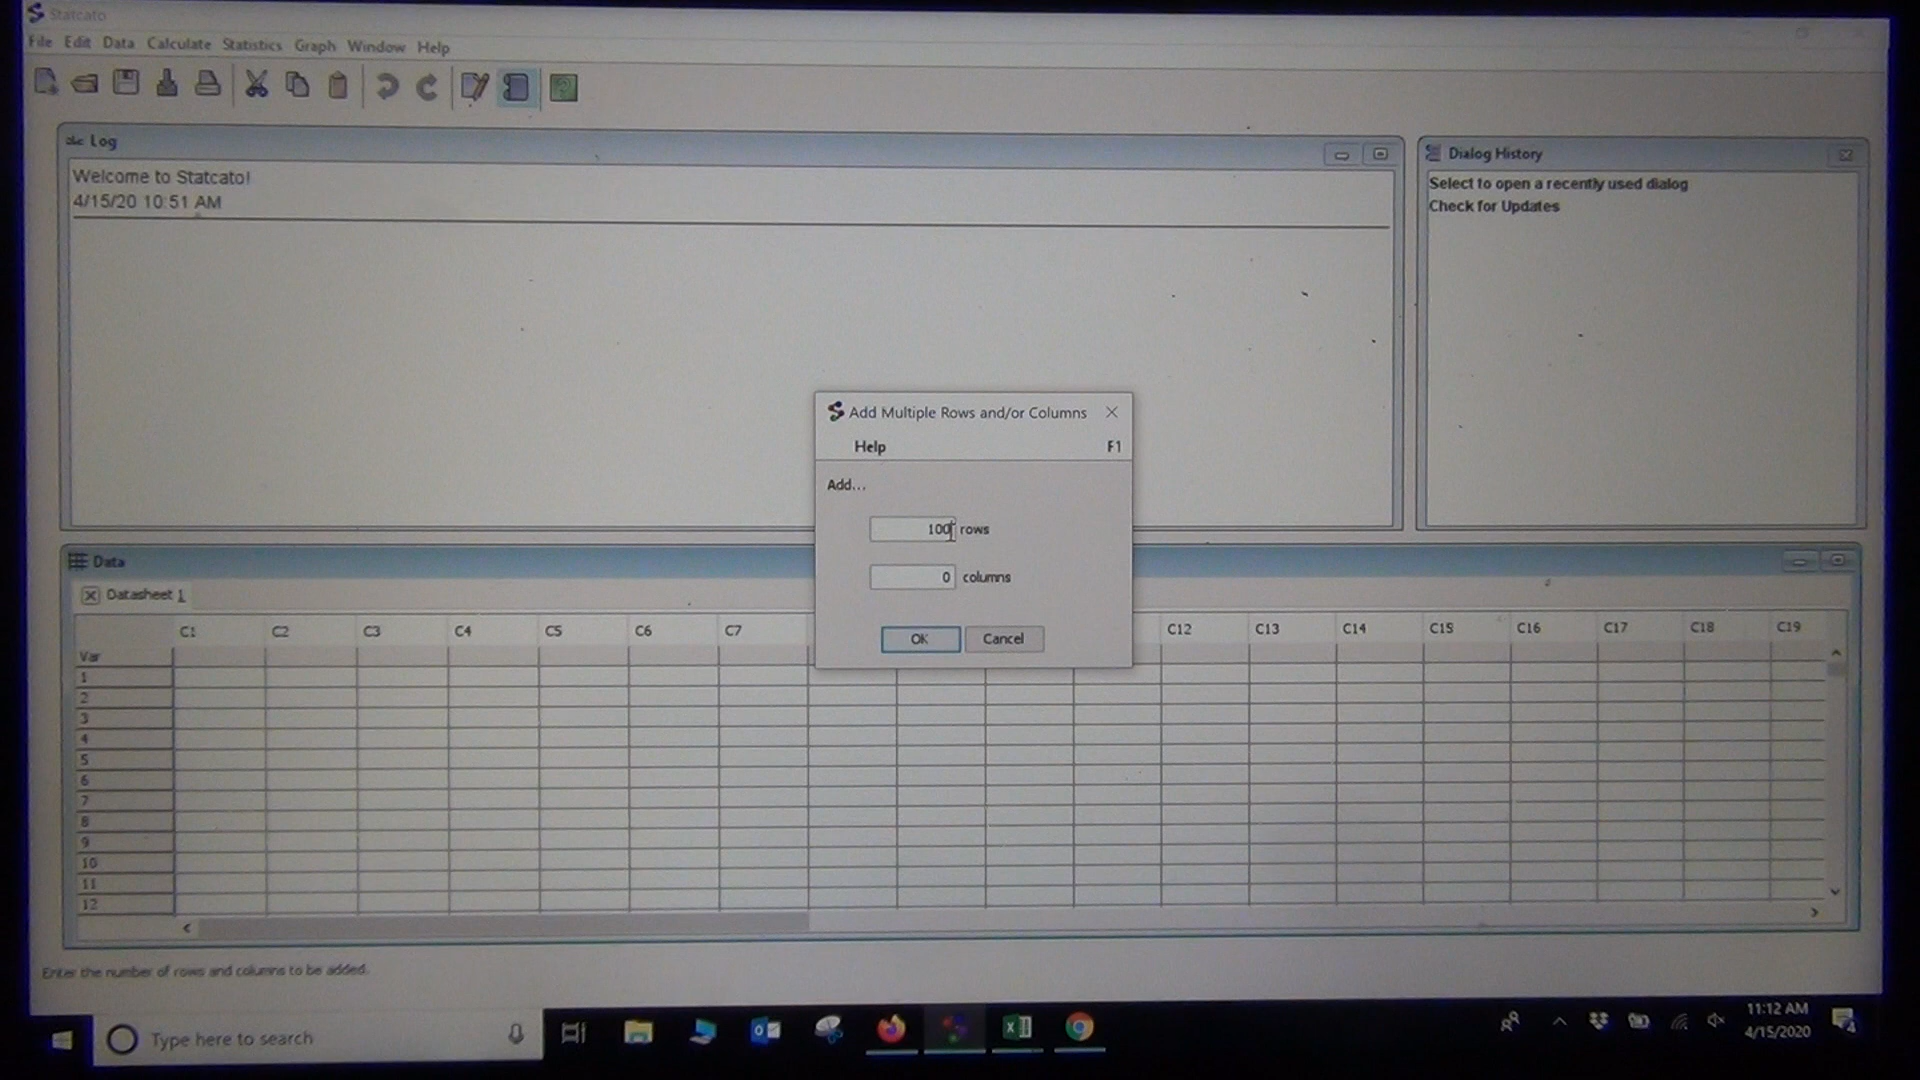 Statcato
File Edit Data Calculate Statistics Graph Window Help
abc Log
Welcome to Statcato!
4/15/20 10:51 AM
Dialog History
Select to open a recently used dialog
Check for Updates
Add Multiple Rows and/or Columns
Help F1
Add...
100 rows
0 columns
OK Cancel
Data
Datasheet 1
C1 C2 C3 C4 C5 C6 C7 C12 C13 C14 C15 C16 C17 C18 C19
Var
1
2
3
4
5
6
7
8
9
10
11
12
Enter the number of rows and columns to be added.
Type here to search
11:12 AM
4/15/2020
4